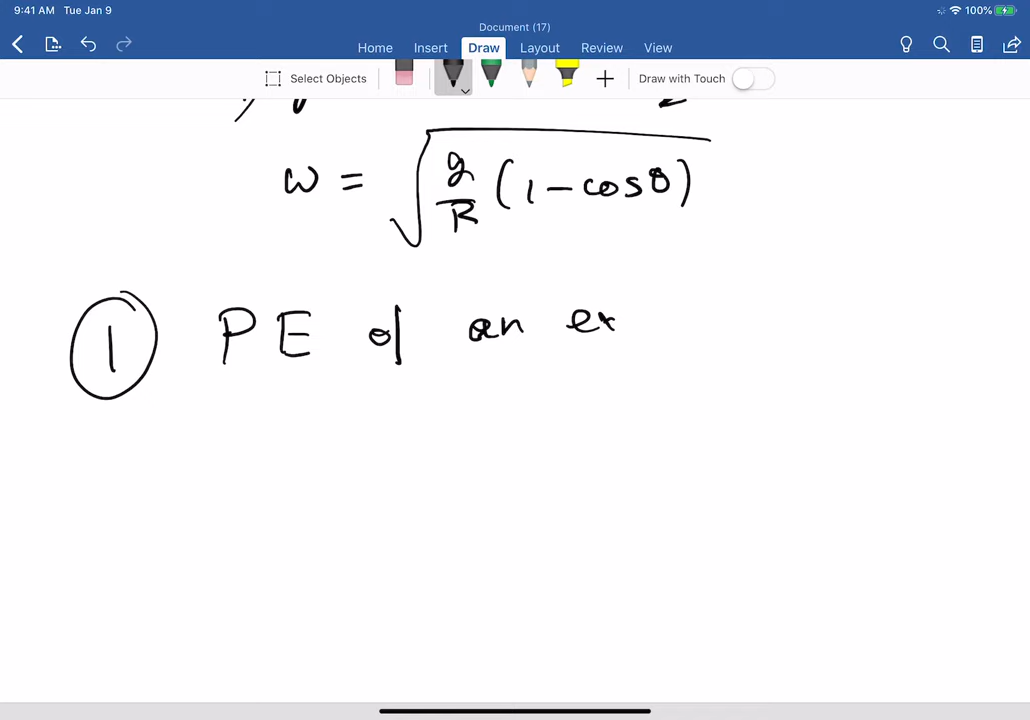 9:41 AM Tue Jan 9
100%
Document (17)
Home Insert Draw Layout Review View
Select Objects
Draw with Touch
ω = √(g/R (1 - cosθ))
① PE of an ex